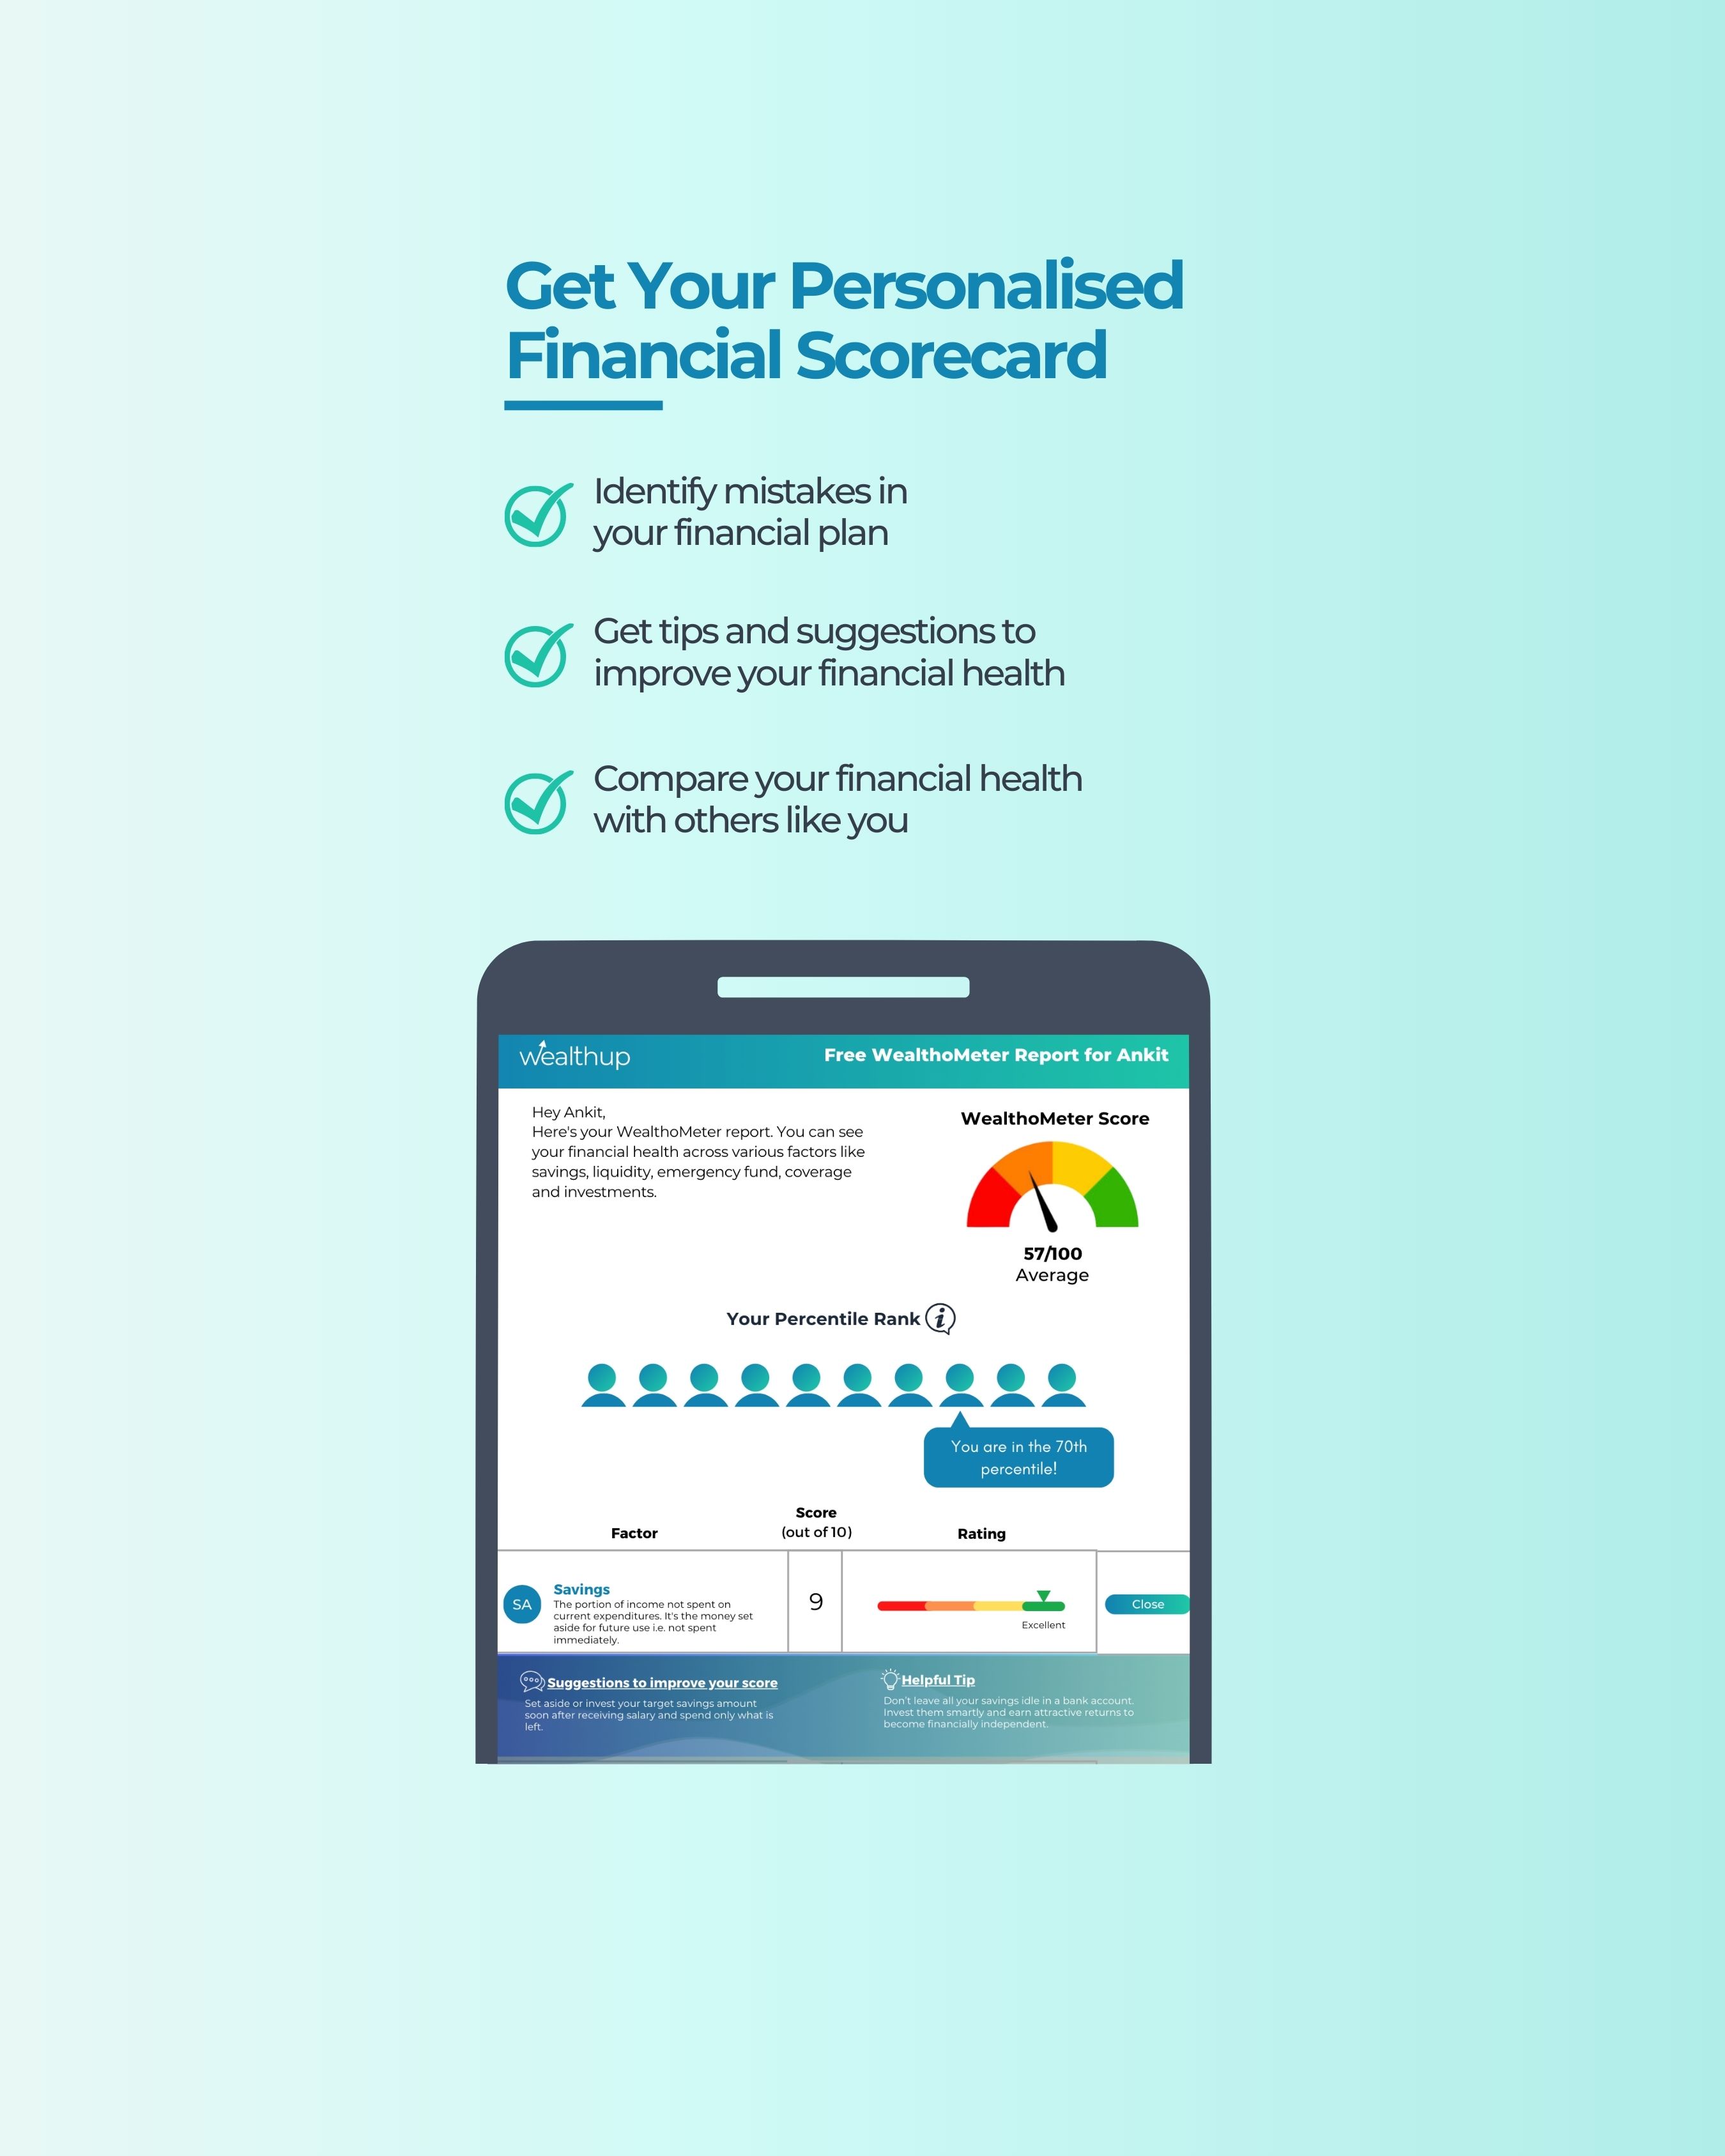 Get Your Personalised
Financial Scorecard
Identify mistakes in
your financial plan
Get tips and suggestions to
improve your financial health
Compare your financial health
with others like you
wealthup
Free WealthoMeter Report for Ankit
Hey Ankit,
Here's your WealthoMeter report. You can see
your financial health across various factors like
savings, liquidity, emergency fund, coverage
and investments.
WealthoMeter Score
57/100
Average
Your Percentile Rank
i
You are in the 70th
percentile!
Factor
Score
(out of 10)
Rating
SA
Savings
The portion of income not spent on
current expenditures. It's the money set
aside for future use i.e. not spent
immediately.
9
Excellent
Close
Suggestions to improve your score
Set aside or invest your target savings amount
soon after receiving salary and spend only what is
left.
Helpful Tip
Don't leave all your savings idle in a bank account.
Invest them smartly and earn attractive returns to
become financially independent.